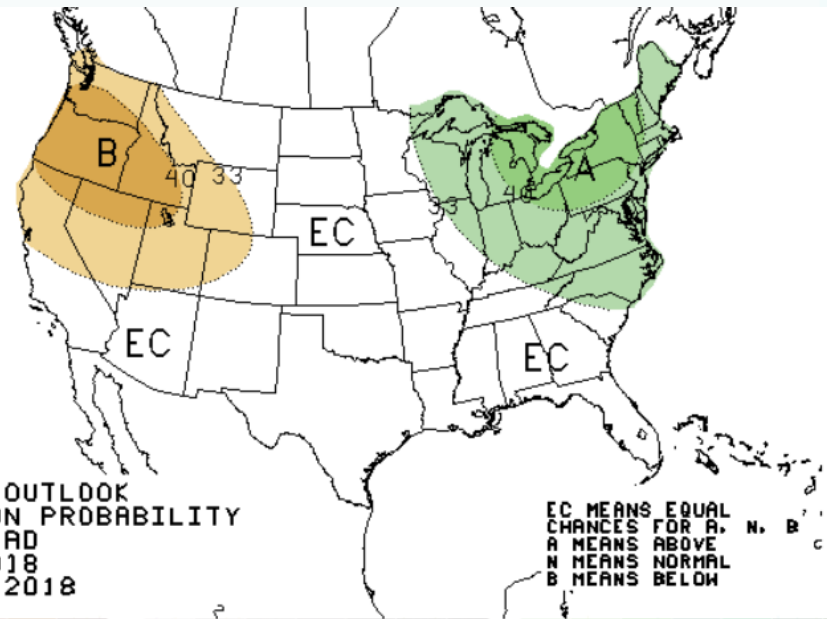 B
40 33
EC
EC
A
40
33
EC
OUTLOOK
N PROBABILITY
AD
18
2018
EC MEANS EQUAL
CHANCES FOR A, N, B
A MEANS ABOVE
N MEANS NORMAL
B MEANS BELOW
C